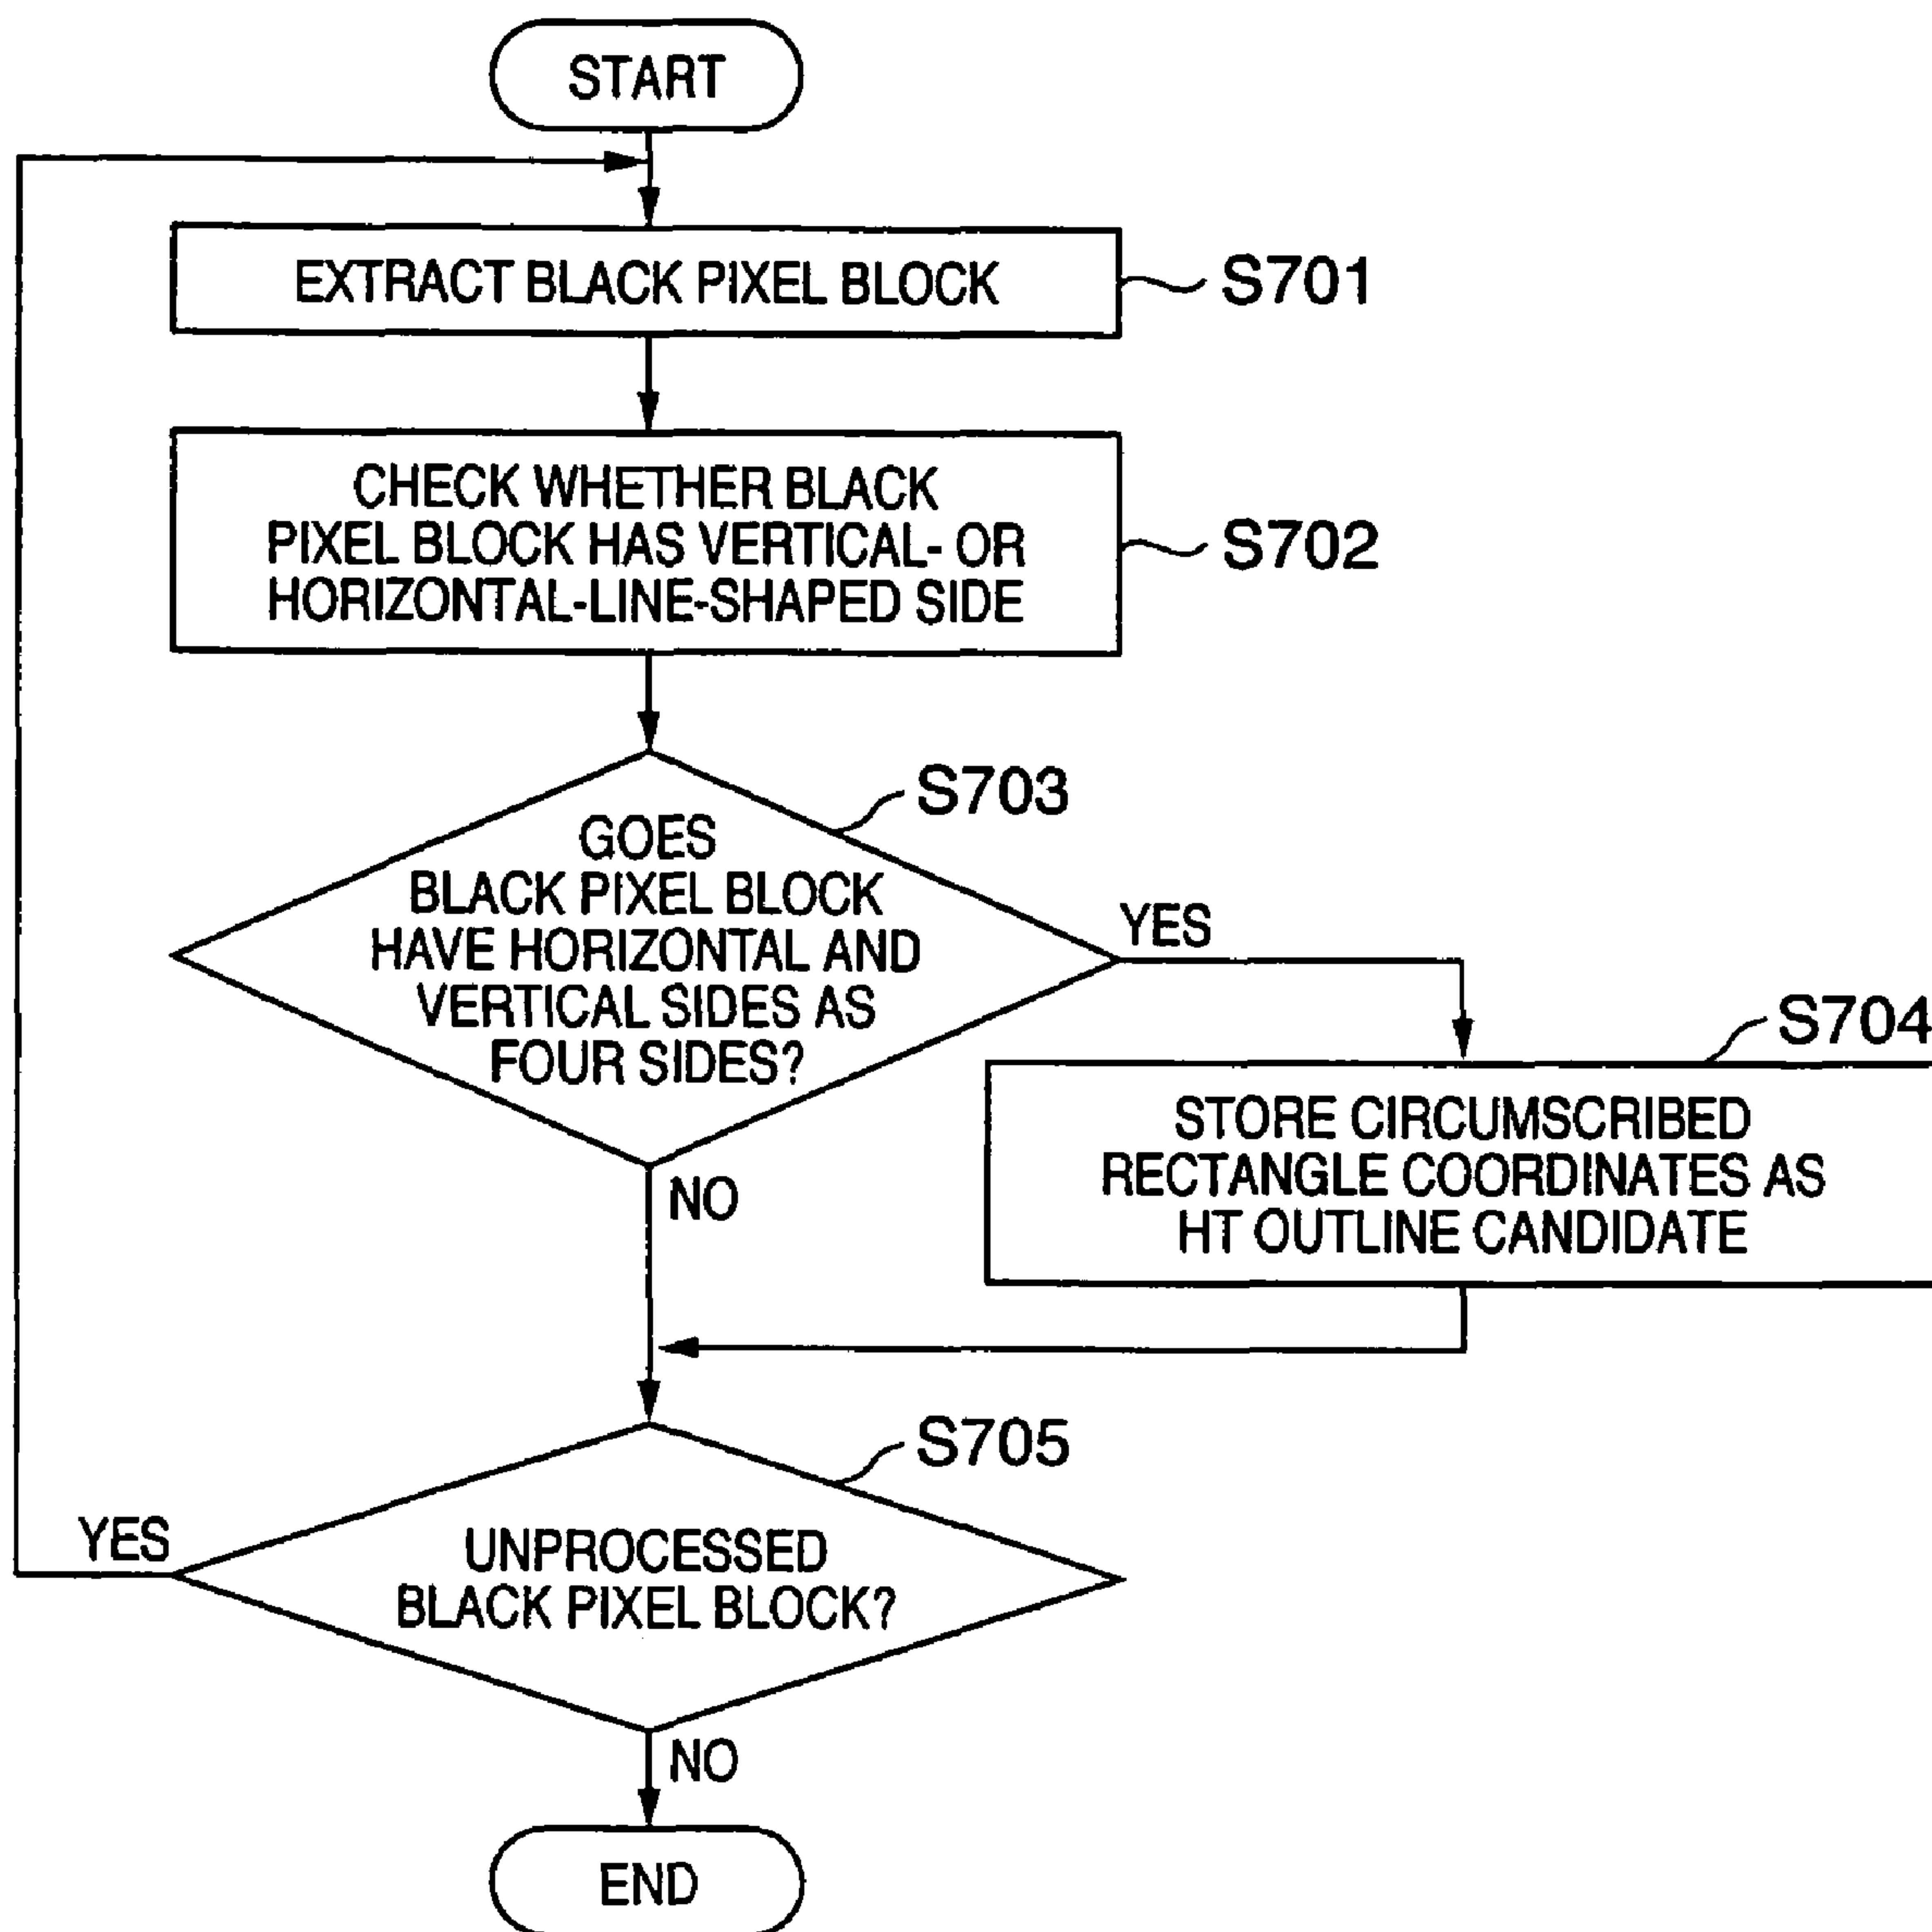 START
EXTRACT BLACK PIXEL BLOCK
S701
CHECK WHETHER BLACK
PIXEL BLOCK HAS VERTICAL- OR
HORIZONTAL-LINE-SHAPED SIDE
S702
S703
GOES
BLACK PIXEL BLOCK
HAVE HORIZONTAL AND
VERTICAL SIDES AS
FOUR SIDES?
YES
NO
S704
STORE CIRCUMSCRIBED
RECTANGLE COORDINATES AS
HT OUTLINE CANDIDATE
S705
UNPROCESSED
BLACK PIXEL BLOCK?
YES
NO
END